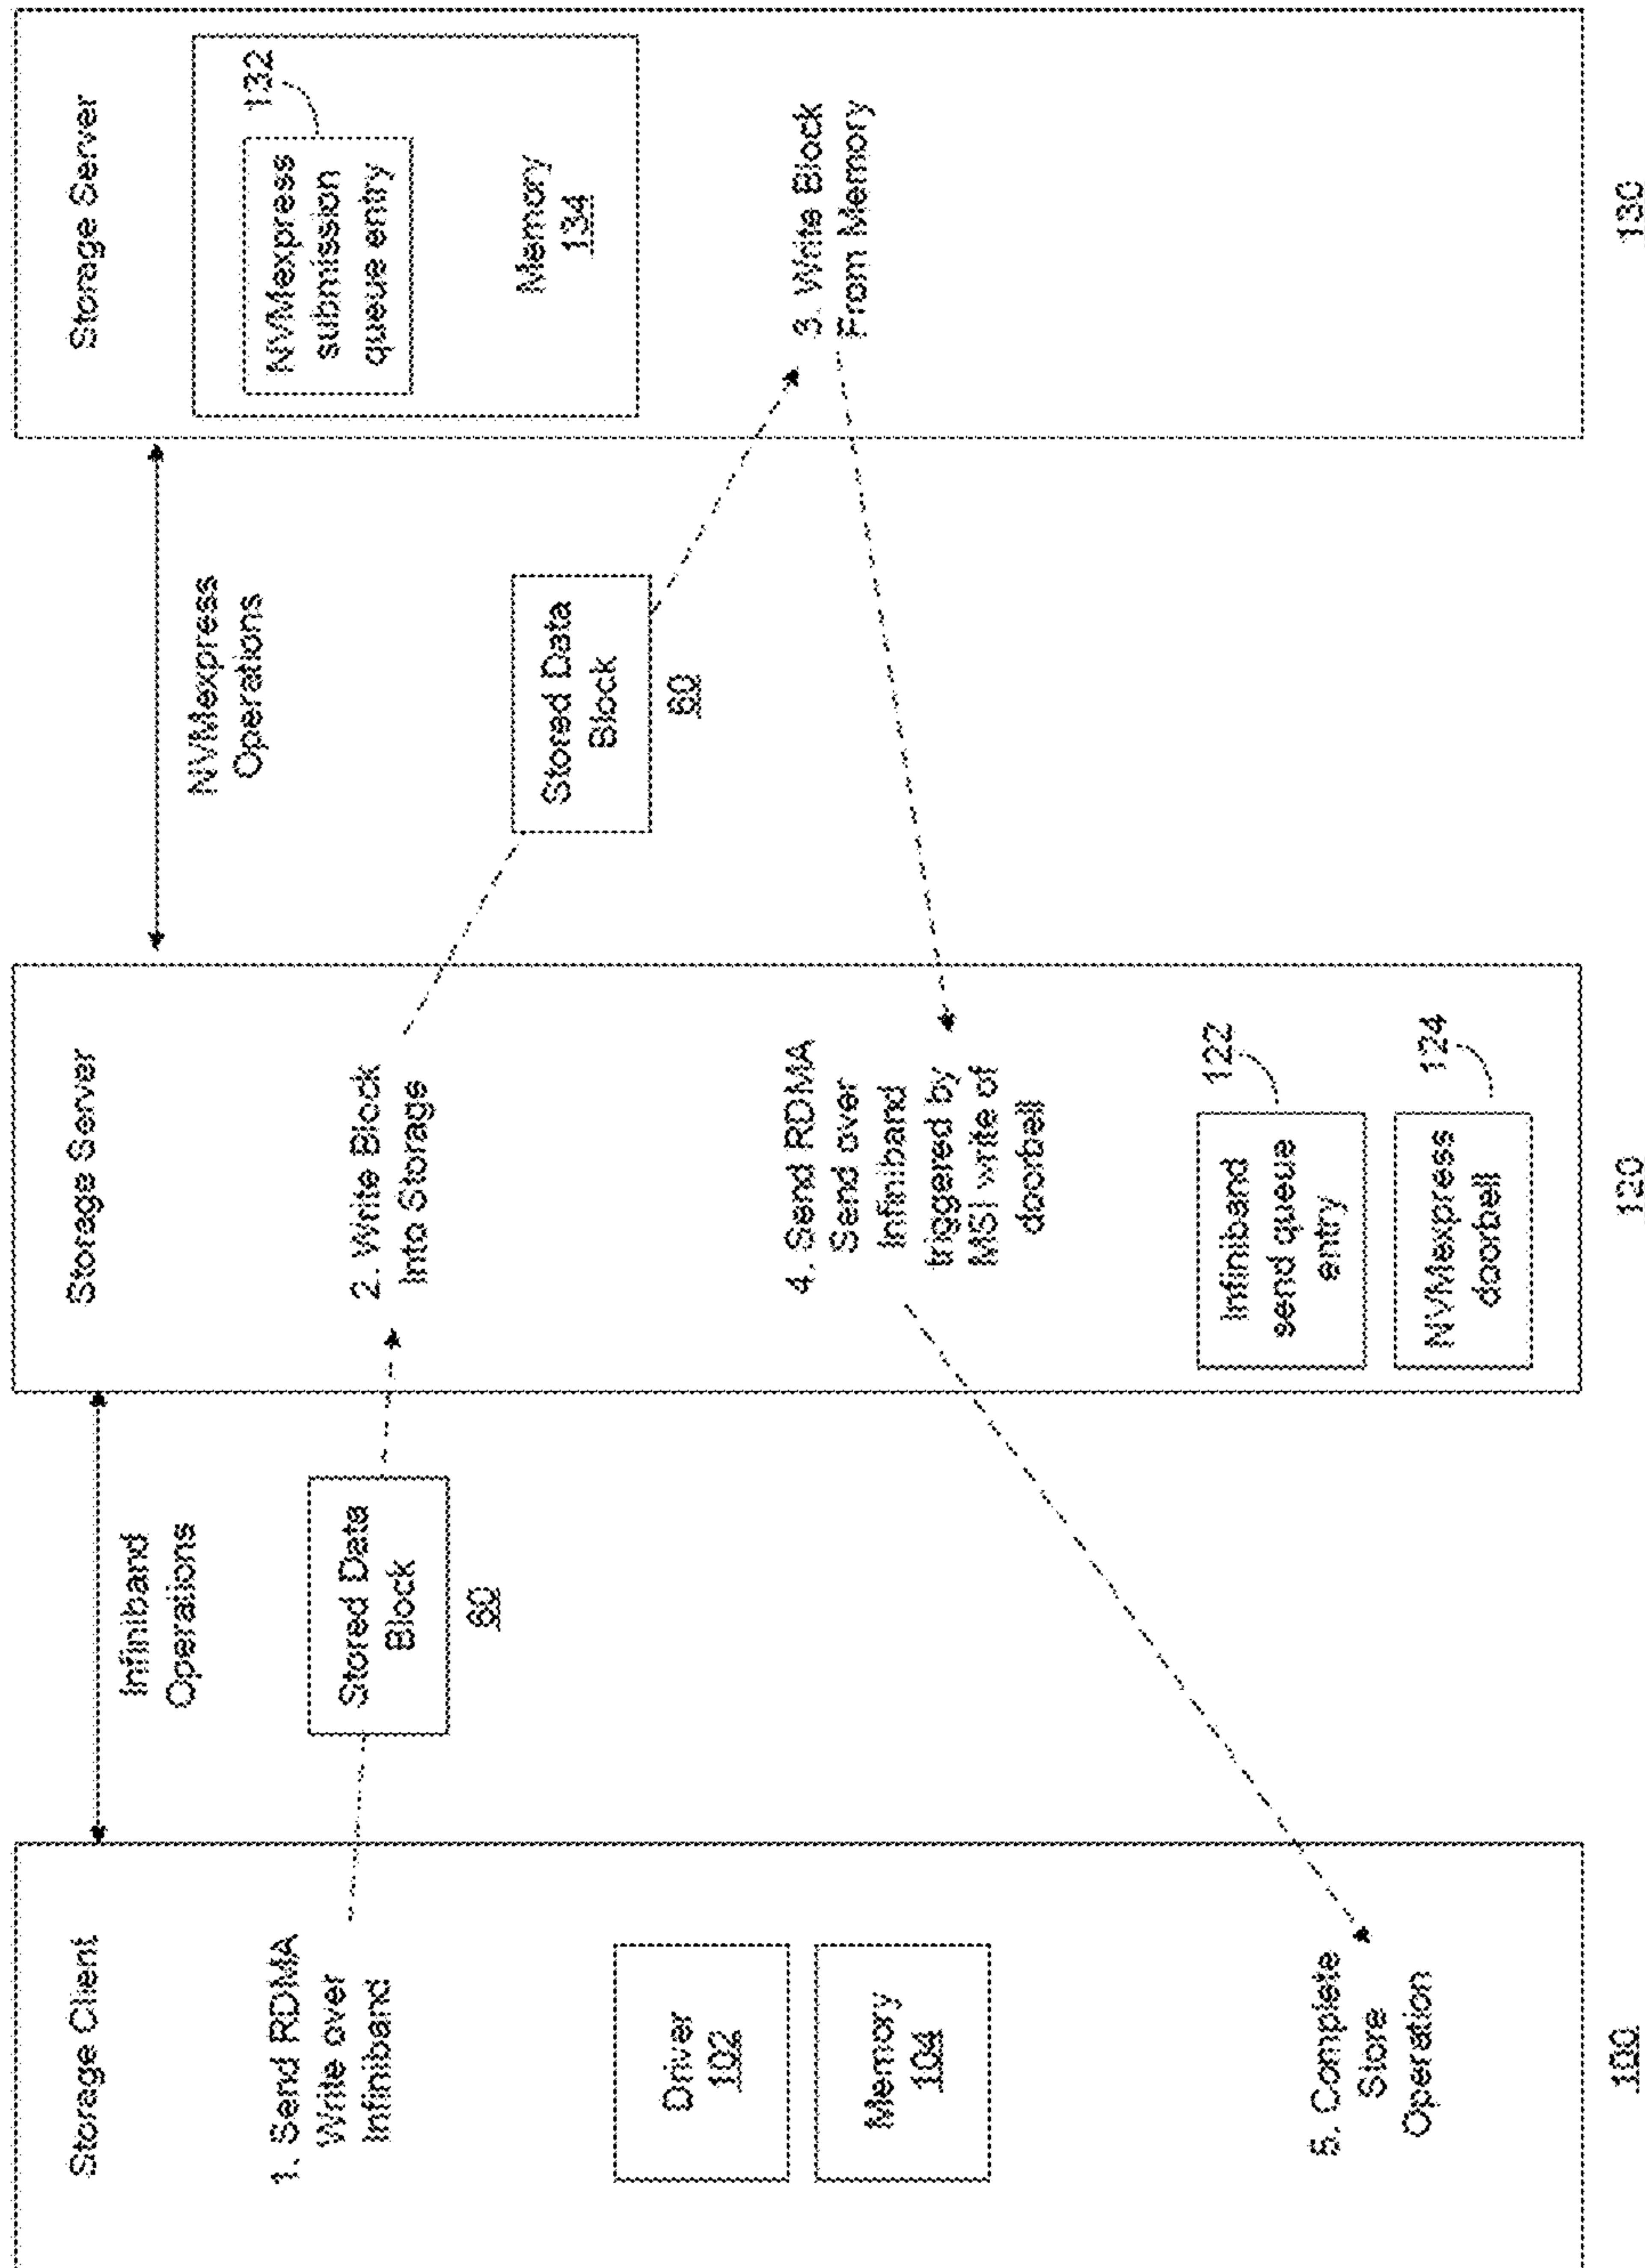 Storage Client
1. Send RDMA
Write over
Infiniband
Driver
102
Memory
104
5. Complete
Store
Operation
100
Infiniband
Operations
Stored Data
Block
60
Storage Server
2. Write Block
Into Storage
4. Send RDMA
Send over
Infiniband
triggered by
MSI write of
doorbell
Infiniband
send queue
entry
122
NVMexpress
doorbell
124
120
NVMexpress
Operations
Stored Data
Block
60
Storage Server
NVMexpress
submission
queue entry
132
Memory
134
3. Write Block
From Memory
130